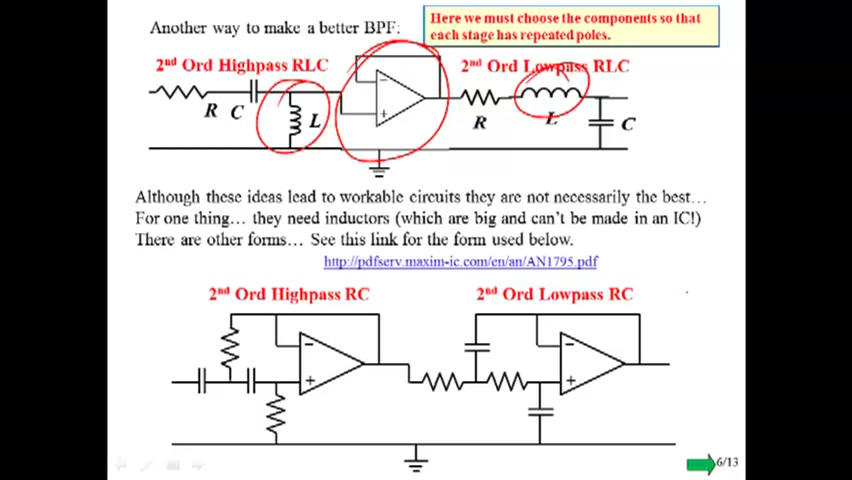 Another way to make a better BPF:
Here we must choose the components so that
each stage has repeated poles.
2nd Ord Highpass RLC
2nd Ord Lowpass RLC
R C
L
R
L
C
-
+
Although these ideas lead to workable circuits they are not necessarily the best…
For one thing… they need inductors (which are big and can't be made in an IC!)
There are other forms… See this link for the form used below.
http://pdfserv.maxim-ic.com/en/an/AN1795.pdf
2nd Ord Highpass RC
2nd Ord Lowpass RC
-
+
-
+
6/13